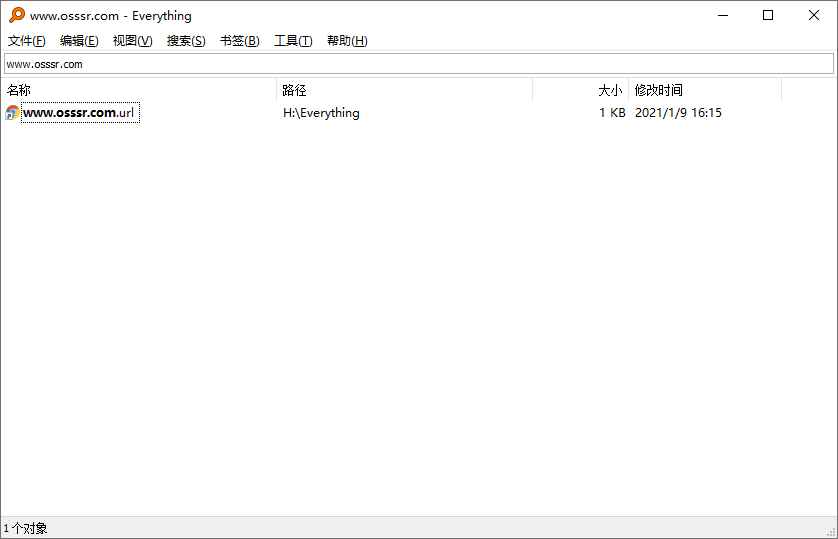 www.osssr.com - Everything
文件(F) 编辑(E) 视图(V) 搜索(S) 书签(B) 工具(T) 帮助(H)
www.osssr.com
名称 路径 大小 修改时间
www.osssr.com.url H:\Everything 1 KB 2021/1/9 16:15
1 个对象